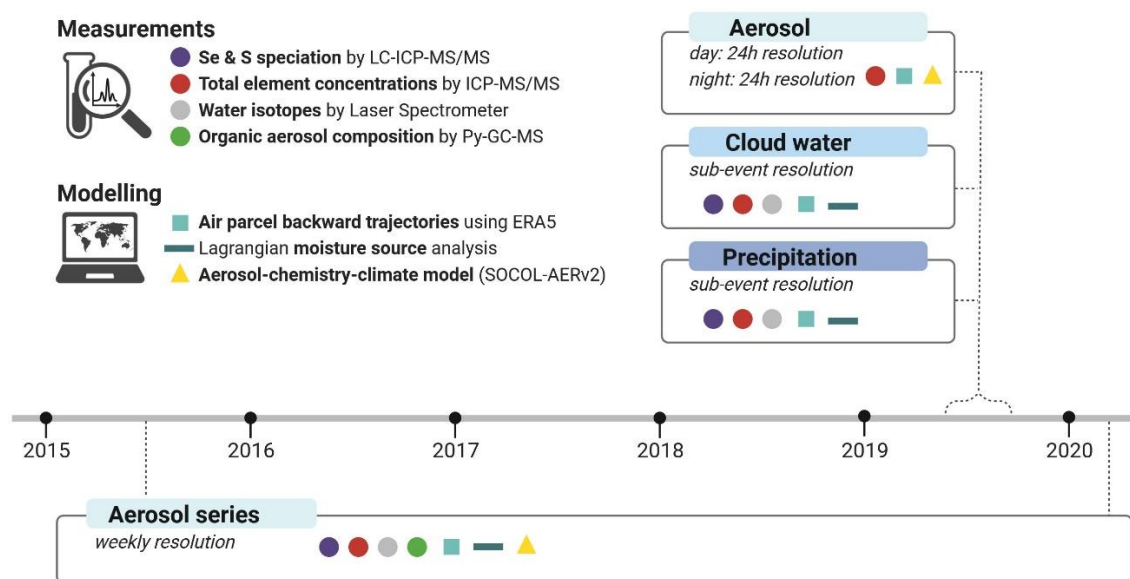 Measurements
Se & S speciation by LC-ICP-MS/MS
Total element concentrations by ICP-MS/MS
Water isotopes by Laser Spectrometer
Organic aerosol composition by Py-GC-MS
Modelling
Air parcel backward trajectories using ERA5
Lagrangian moisture source analysis
Aerosol-chemistry-climate model (SOCOL-AERv2)
Aerosol
day: 24h resolution
night: 24h resolution
Cloud water
sub-event resolution
Precipitation
sub-event resolution
2015 2016 2017 2018 2019 2020
Aerosol series
weekly resolution